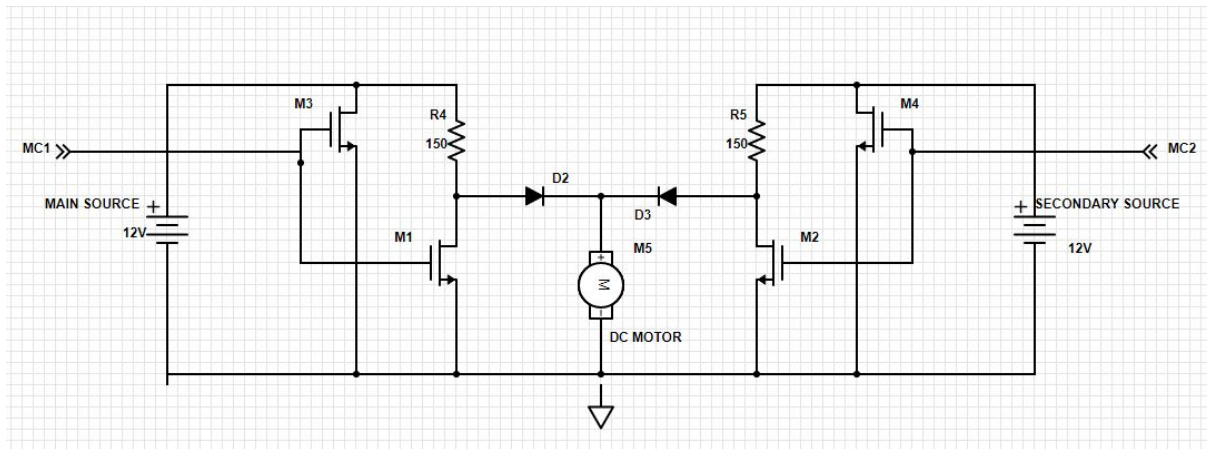 M3
R4
150
R5
150
M4
MC1
MC2
D2
MAIN SOURCE
+
12V
D3
+
SECONDARY SOURCE
12V
M1
M5
M2
+
M
-
DC MOTOR